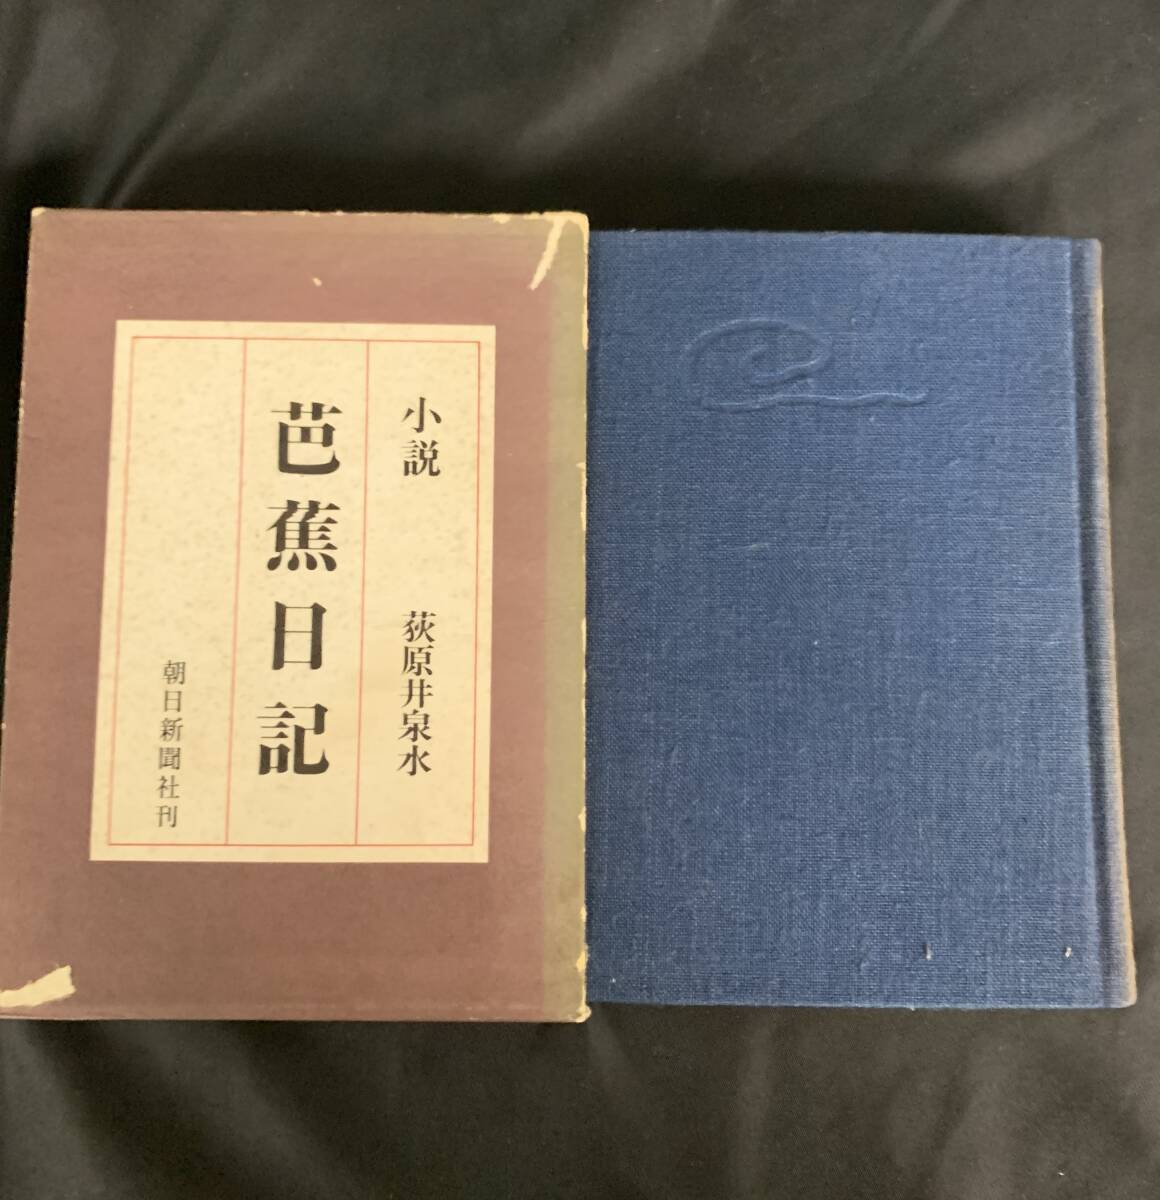 小説 荻原井泉水
芭蕉日記
朝日新聞社刊